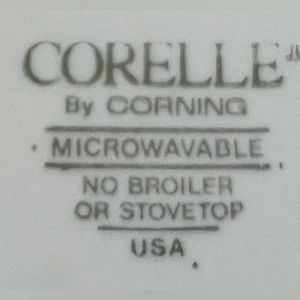 CORELLE
By CORNING
MICROWAVABLE
NO BROILER
OR STOVETOP
USA